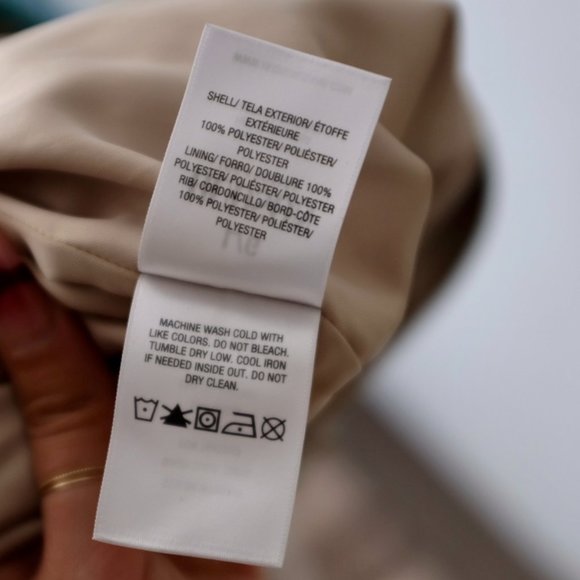 SHELL/ TELA EXTERIOR/ ÉTOFFE
EXTÉRIEURE
100% POLYESTER/ POLIÉSTER/
POLYESTER
LINING/ FORRO/ DOUBLURE 100%
POLYESTER/ POLIÉSTER/ POLYESTER
RIB/ CORDONCILLO/ BORD-CÔTE
100% POLYESTER/ POLIÉSTER/
POLYESTER
MACHINE WASH COLD WITH
LIKE COLORS. DO NOT BLEACH.
TUMBLE DRY LOW. COOL IRON
IF NEEDED INSIDE OUT. DO NOT
DRY CLEAN.